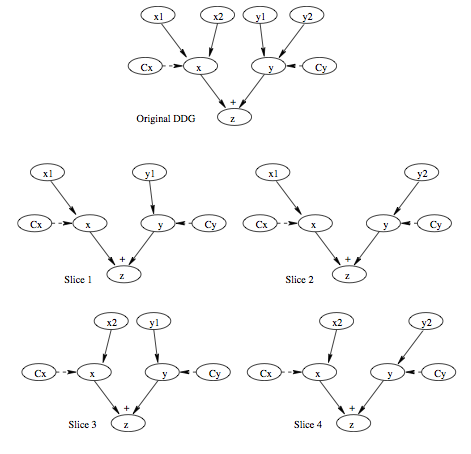 x1 x2 y1 y2
Cx x y Cy
+
Original DDG z
x1 y1 x1 y2
Cx x y Cy Cx x y Cy
+ +
Slice 1 z Slice 2 z
x2 y1 x2 y2
Cx x y Cy Cx x y Cy
+ +
Slice 3 z Slice 4 z